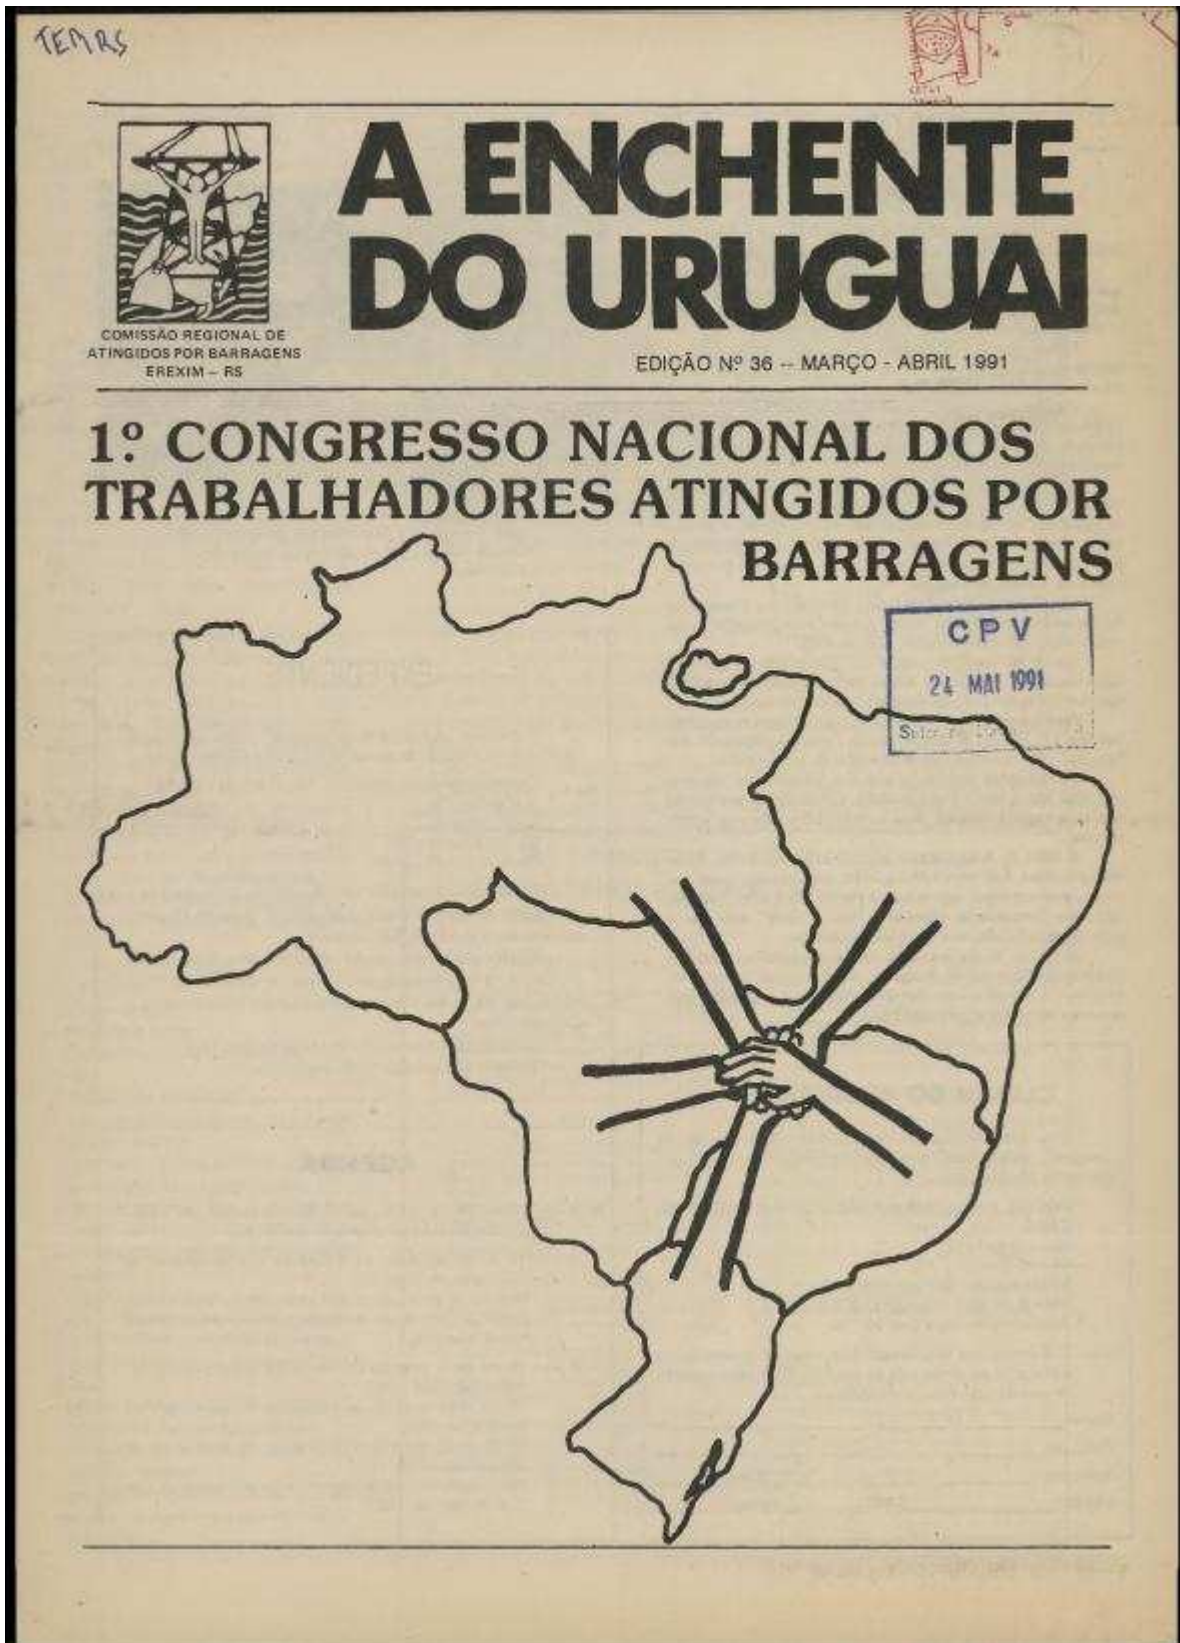 TEMRS
A ENCHENTE
DO URUGUAI
COMISSÃO REGIONAL DE
ATINGIDOS POR BARRAGENS
EREXIM – RS
EDIÇÃO Nº 36 -- MARÇO - ABRIL 1991
1º CONGRESSO NACIONAL DOS
TRABALHADORES ATINGIDOS POR
BARRAGENS
CPV
24 MAI 1991